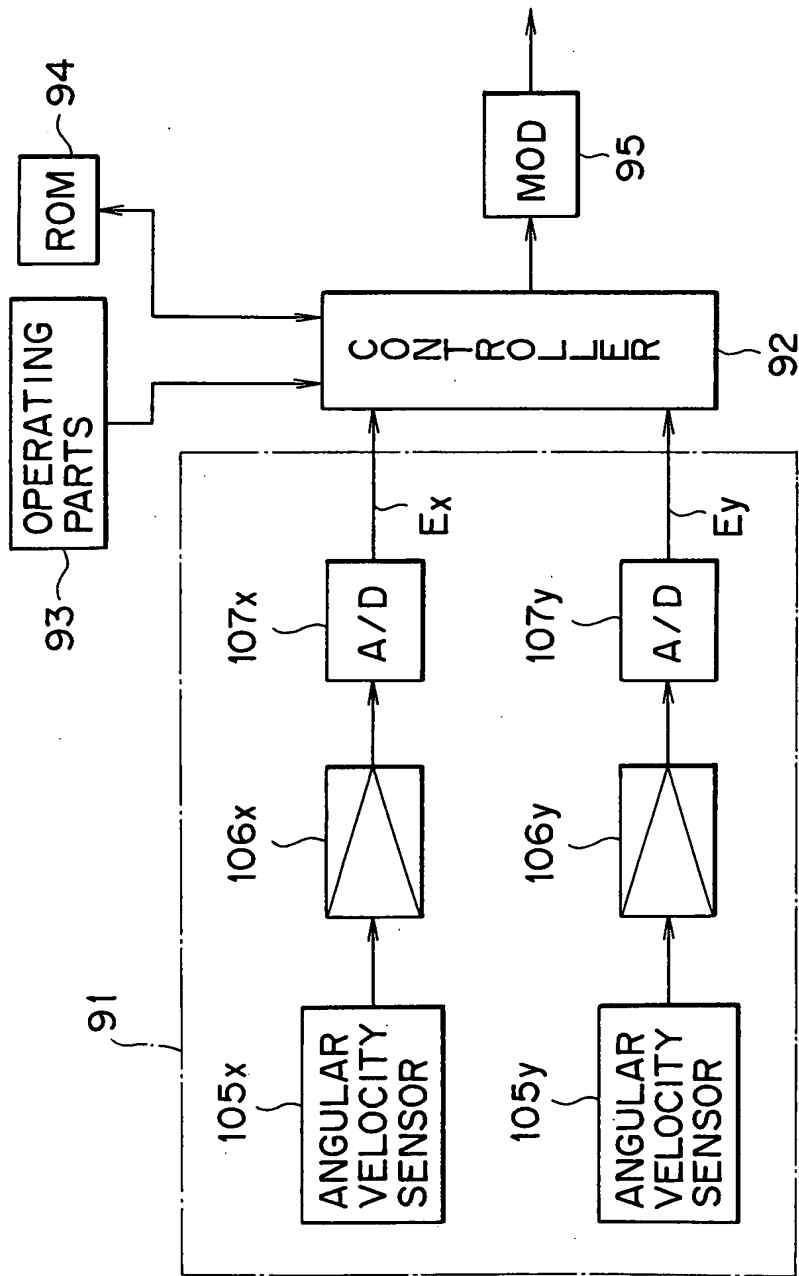 93
OPERATING
PARTS
ROM
94
91
105x
ANGULAR
VELOCITY
SENSOR
106x
107x
A/D
Ex
CONTROLLER
92
MOD
95
105y
ANGULAR
VELOCITY
SENSOR
106y
107y
A/D
Ey